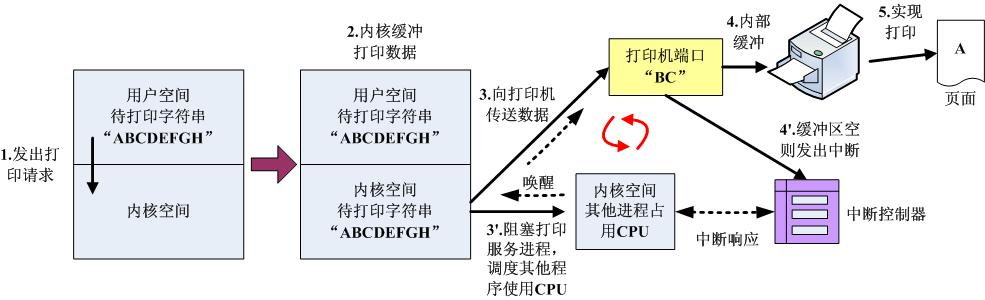 1.发出打
印请求
用户空间
待打印字符串
“ABCDEFGH”
内核空间
2.内核缓冲
打印数据
用户空间
待打印字符串
“ABCDEFGH”
内核空间
待打印字符串
“ABCDEFGH”
3.向打印机
传送数据
唤醒
3'.阻塞打印
服务进程，
调度其他程
序使用CPU
打印机端口
“BC”
内核空间
其他进程占
用CPU
4.内部
缓冲
4'.缓冲区空
则发出中断
中断响应
中断控制器
5.实现
打印
A
页面